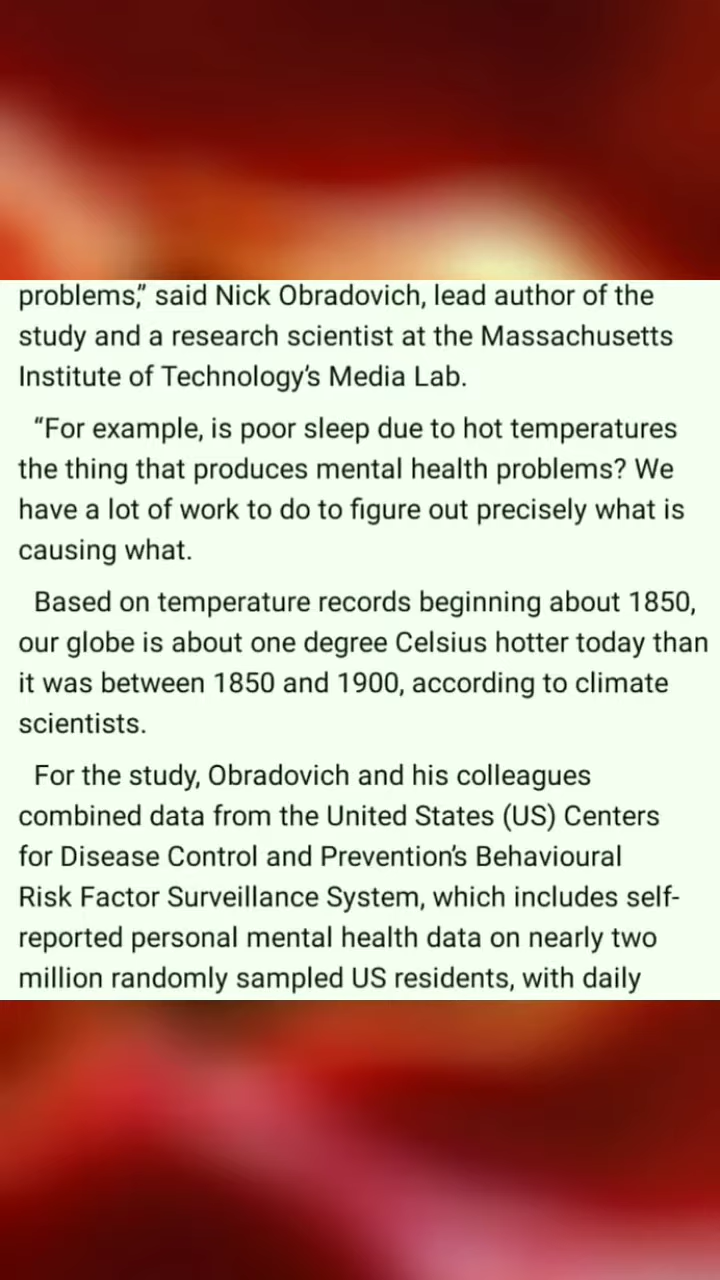 problems,” said Nick Obradovich, lead author of the
study and a research scientist at the Massachusetts
Institute of Technology’s Media Lab.
“For example, is poor sleep due to hot temperatures
the thing that produces mental health problems? We
have a lot of work to do to figure out precisely what is
causing what.
Based on temperature records beginning about 1850,
our globe is about one degree Celsius hotter today than
it was between 1850 and 1900, according to climate
scientists.
For the study, Obradovich and his colleagues
combined data from the United States (US) Centers
for Disease Control and Prevention’s Behavioural
Risk Factor Surveillance System, which includes self-
reported personal mental health data on nearly two
million randomly sampled US residents, with daily